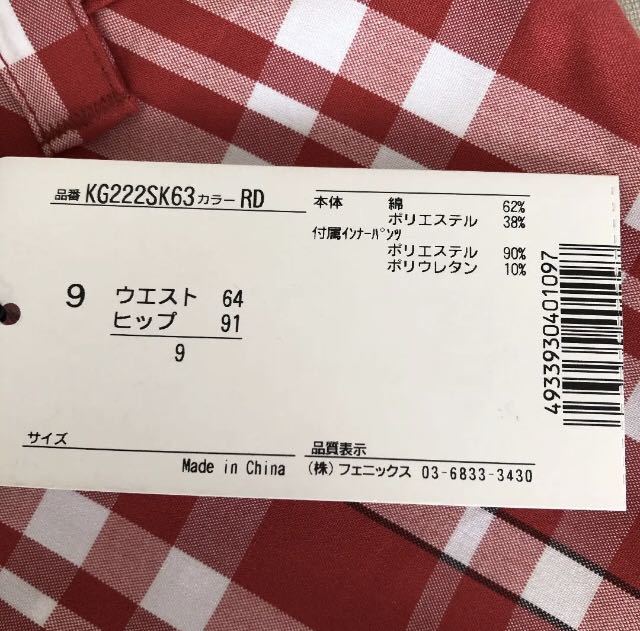 品番 KG222SK63 カラー RD
9 ウエスト 64
ヒップ 91
9
サイズ
Made in China
本体 綿 62%
ポリエステル 38%
付属インナーパンツ
ポリエステル 90%
ポリウレタン 10%
品質表示
(株) フェニックス 03-6833-3430
4933930401097